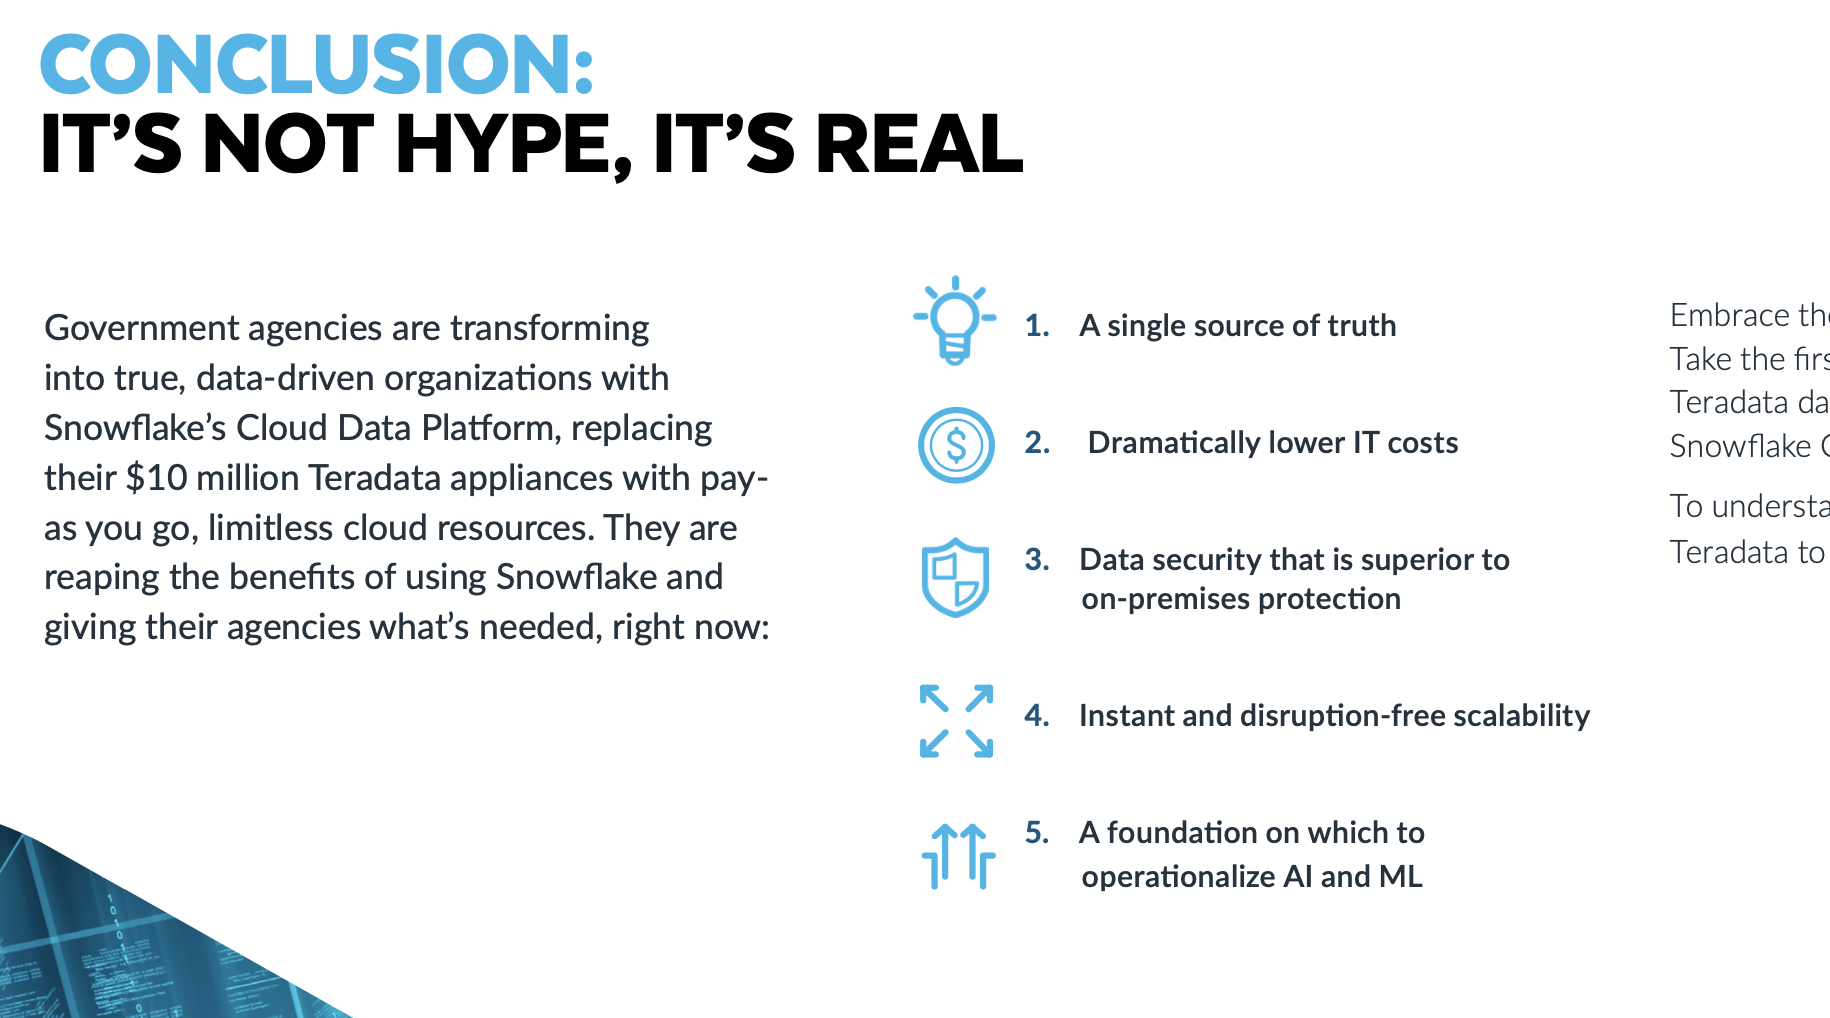 CONCLUSION:
IT’S NOT HYPE, IT’S REAL
Government agencies are transforming
into true, data-driven organizations with
Snowflake’s Cloud Data Platform, replacing
their $10 million Teradata appliances with pay-
as you go, limitless cloud resources. They are
reaping the benefits of using Snowflake and
giving their agencies what’s needed, right now:
1. A single source of truth
2. Dramatically lower IT costs
3. Data security that is superior to
on-premises protection
4. Instant and disruption-free scalability
5. A foundation on which to
operationalize AI and ML
Embrace
Take the
Teradata
Snowflake
To
Teradata to